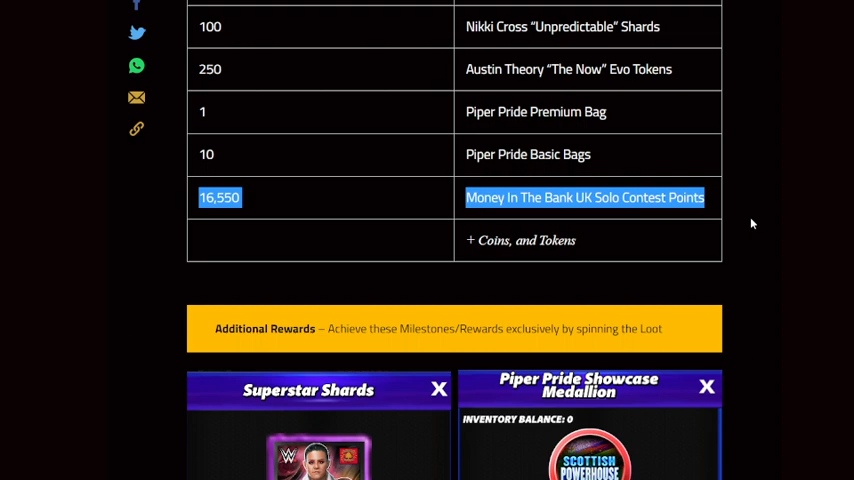 100 Nikki Cross “Unpredictable” Shards
250 Austin Theory “The Now” Evo Tokens
1 Piper Pride Premium Bag
10 Piper Pride Basic Bags
16,550 Money In The Bank UK Solo Contest Points
+ Coins, and Tokens
Additional Rewards – Achieve these Milestones/Rewards exclusively by spinning the Loot
Superstar Shards X
Piper Pride Showcase
Medallion X
INVENTORY BALANCE: 0
W
SCOTTISH
POWERHOUSE